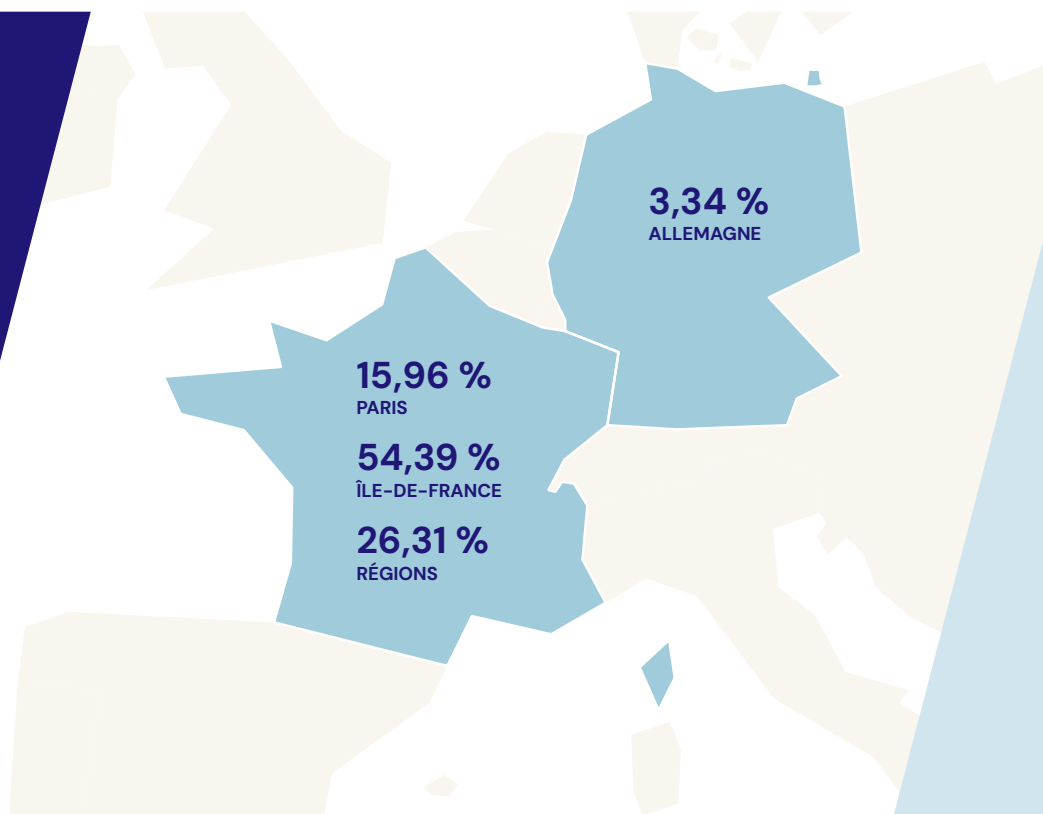 3,34 %
ALLEMAGNE
15,96 %
PARIS
54,39 %
ÎLE-DE-FRANCE
26,31 %
RÉGIONS